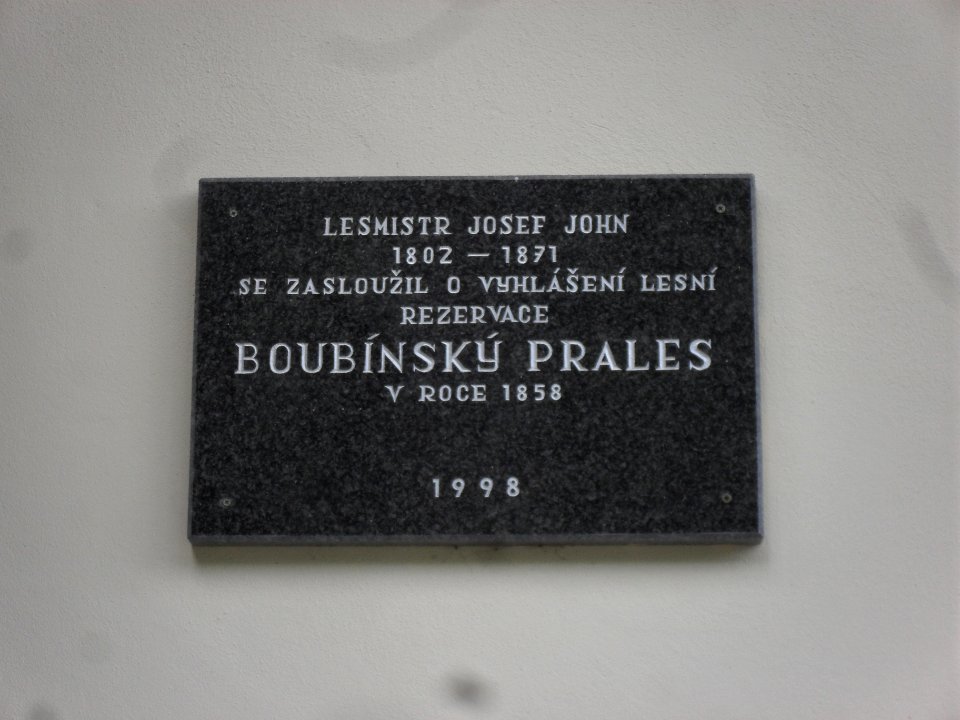 LESMISTR JOSEF JOHN
1802 — 1871
SE ZASLOUŽIL O VYHLÁŠENÍ LESNÍ
REZERVACE
BOUBÍNSKÝ PRALES
V ROCE 1858
1998